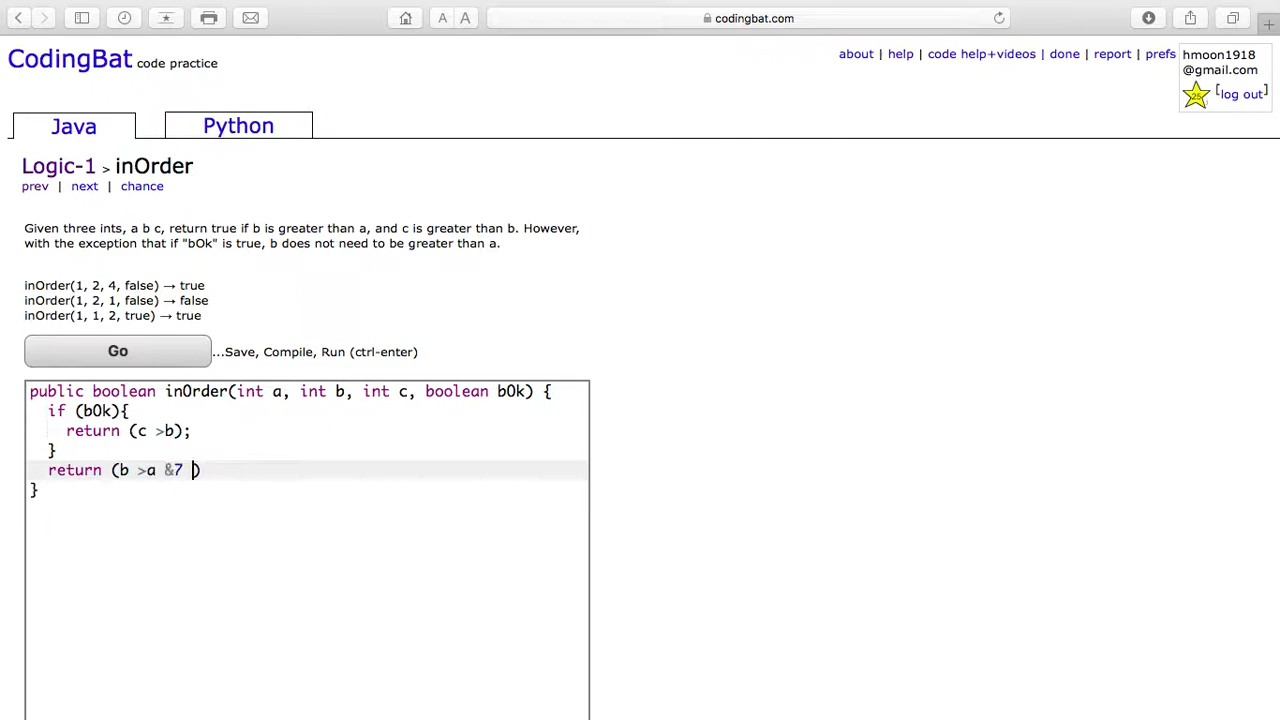 A A codingbat.com
CodingBat code practice
about | help | code help+videos | done | report | prefs
hmoon1918
@gmail.com
25 [log out]
Java Python
Logic-1 > inOrder
prev | next | chance
Given three ints, a b c, return true if b is greater than a, and c is greater than b. However,
with the exception that if "bOk" is true, b does not need to be greater than a.
inOrder(1, 2, 4, false) → true
inOrder(1, 2, 1, false) → false
inOrder(1, 1, 2, true) → true
Go ...Save, Compile, Run (ctrl-enter)
public boolean inOrder(int a, int b, int c, boolean bOk) {
if (bOk){
return (c >b);
}
return (b >a &7 )
}